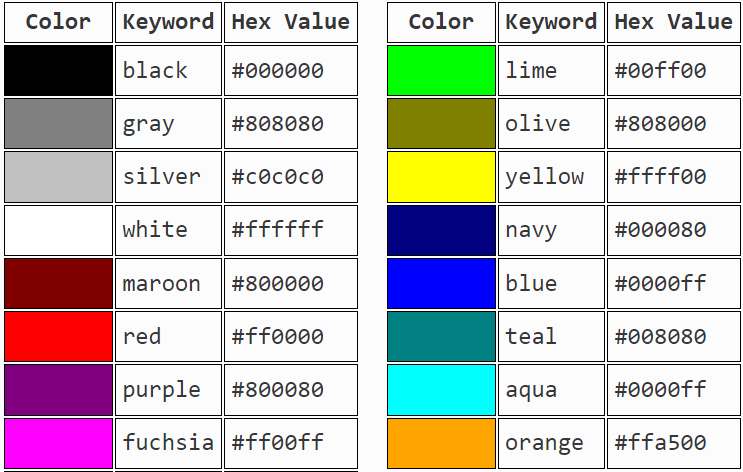 Color Keyword Hex Value
black #000000
gray #808080
silver #c0c0c0
white #ffffff
maroon #800000
red #ff0000
purple #800080
fuchsia #ff00ff
Color Keyword Hex Value
lime #00ff00
olive #808000
yellow #ffff00
navy #000080
blue #0000ff
teal #008080
aqua #0000ff
orange #ffa500